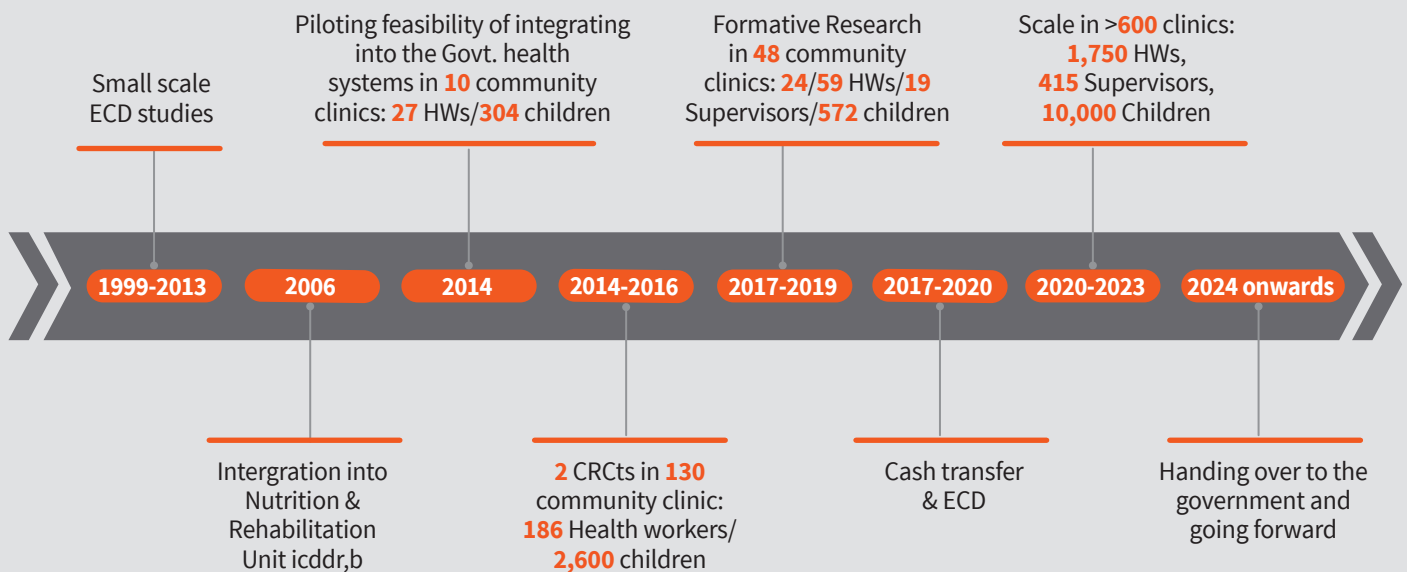 Small scale
ECD studies
Piloting feasibility of integrating
into the Govt. health
systems in 10 community
clinics: 27 HWs/304 children
Formative Research
in 48 community
clinics: 24/59 HWs/19
Supervisors/572 children
Scale in >600 clinics:
1,750 HWs,
415 Supervisors,
10,000 Children
1999-2013
2006
2014
2014-2016
2017-2019
2017-2020
2020-2023
2024 onwards
Intergration into
Nutrition &
Rehabilitation
Unit icddr,b
2 CRCts in 130
community clinic:
186 Health workers/
2,600 children
Cash transfer
& ECD
Handing over to the
government and
going forward